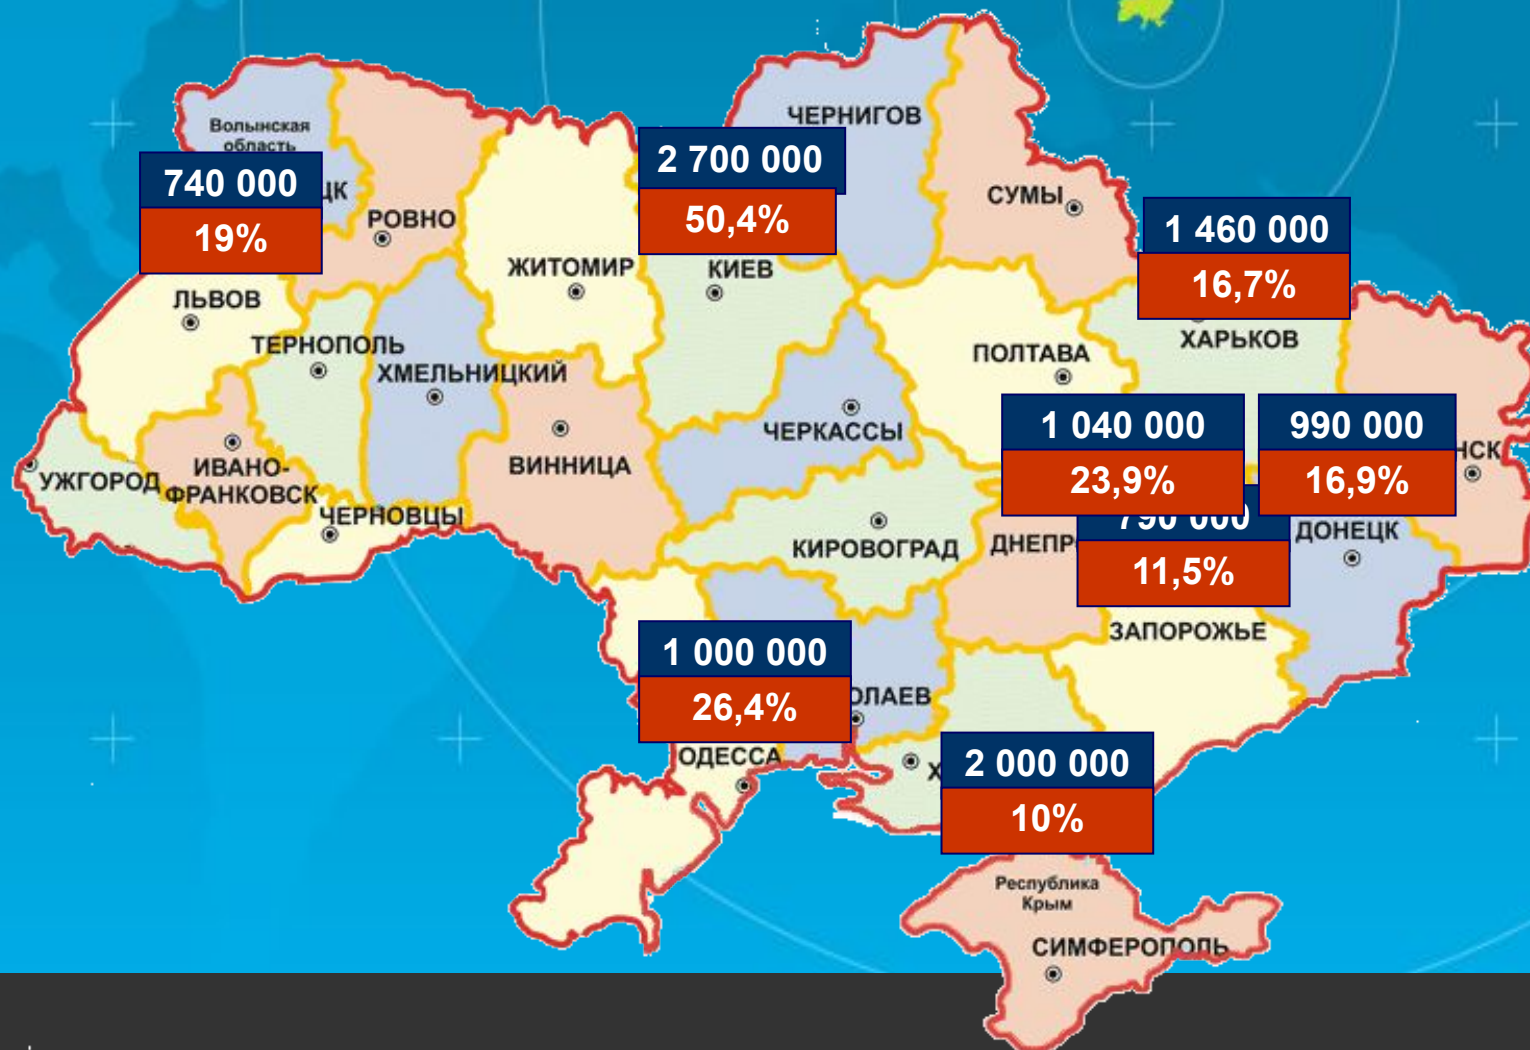 ЧЕРНИГОВ
Волынская
область
2 700 000
50,4%
740 000
19%
СУМЫ
РОВНО
1 460 000
16,7%
ЖИТОМИР
КИЕВ
ЛЬВОВ
ХАРЬКОВ
ТЕРНОПОЛЬ
ПОЛТАВА
ХМЕЛЬНИЦКИЙ
1 040 000
23,9%
990 000
16,9%
ЧЕРКАССЫ
ВИННИЦА
ИВАНО-
ФРАНКОВСК
УЖГОРОД
ЧЕРНОВЦЫ
790 000
11,5%
ДОНЕЦК
КИРОВОГРАД
ЗАПОРОЖЬЕ
1 000 000
26,4%
ОДЕССА
2 000 000
10%
Республика
Крым
СИМФЕРОПОЛЬ